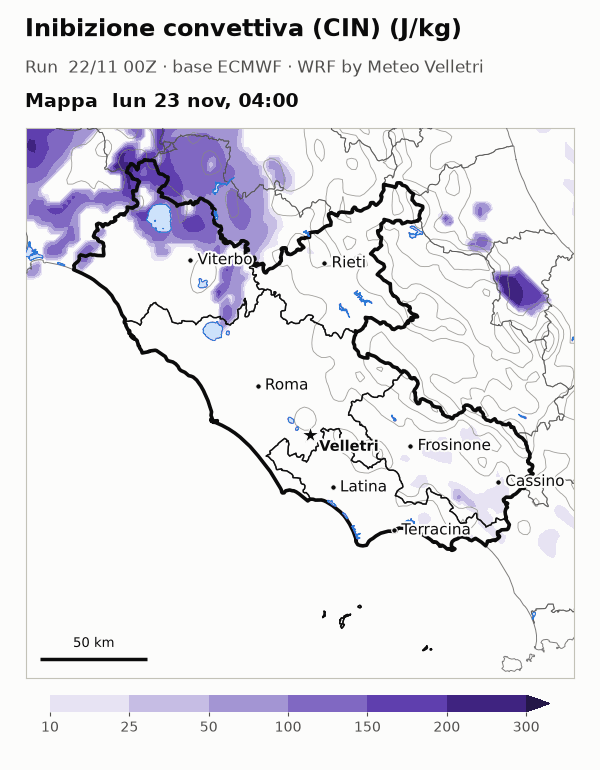 Inibizione convettiva (CIN) (J/kg)
Run  22/11 00Z · base ECMWF · WRF by Meteo Velletri
Mappa  lun 23 nov, 04:00
Viterbo
Rieti
Roma
Velletri
Frosinone
Latina
Cassino
Terracina
50 km
10 25 50 100 150 200 300